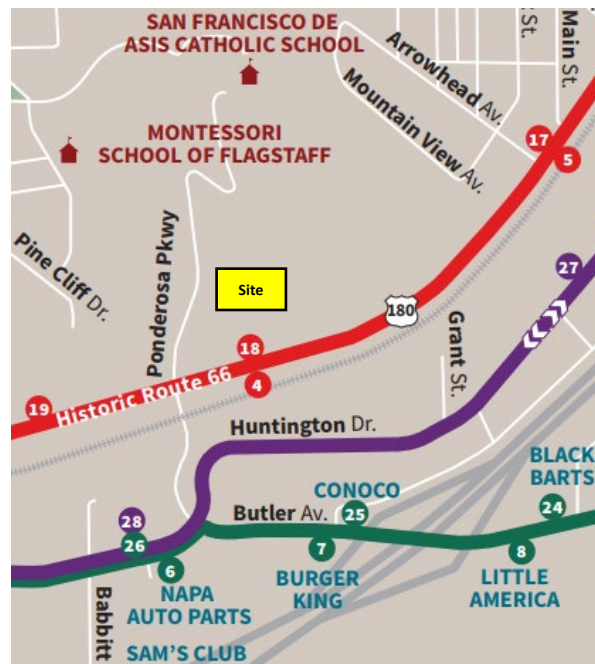 SAN FRANCISCO DE
ASIS CATHOLIC SCHOOL
Main St.
St.
Arrowhead Av.
Mountain View Av.
MONTESSORI
SCHOOL OF FLAGSTAFF
17
5
Pine Cliff Dr.
Ponderosa Pkwy
Site
27
180
Grant St.
18
4
19
Historic Route 66
Huntington Dr.
BLACK
BARTS
CONOCO
24
28
26
Butler Av.
25
6
7
8
NAPA
AUTO PARTS
BURGER
KING
LITTLE
AMERICA
Babbitt
SAM'S CLUB